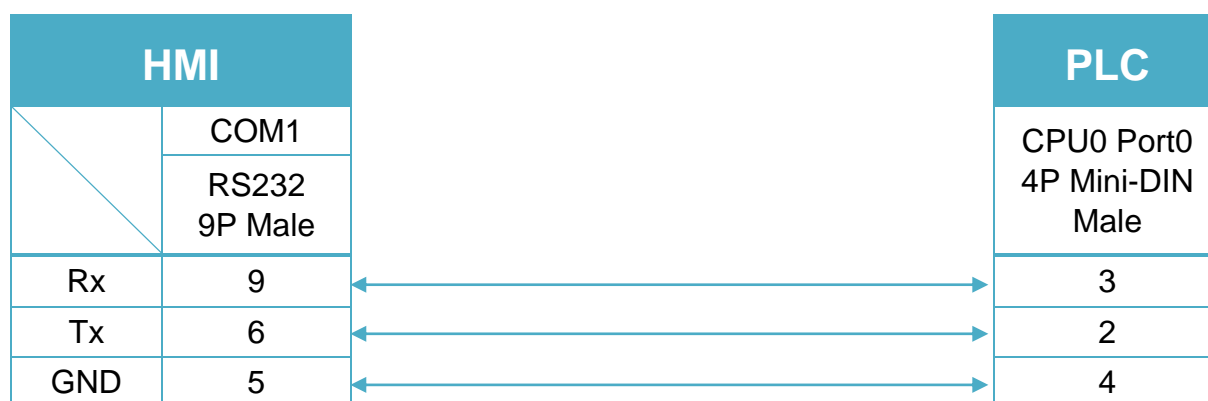 HMI
PLC
COM1
RS232
9P Male
CPU0 Port0
4P Mini-DIN
Male
Rx 9 3
Tx 6 2
GND 5 4